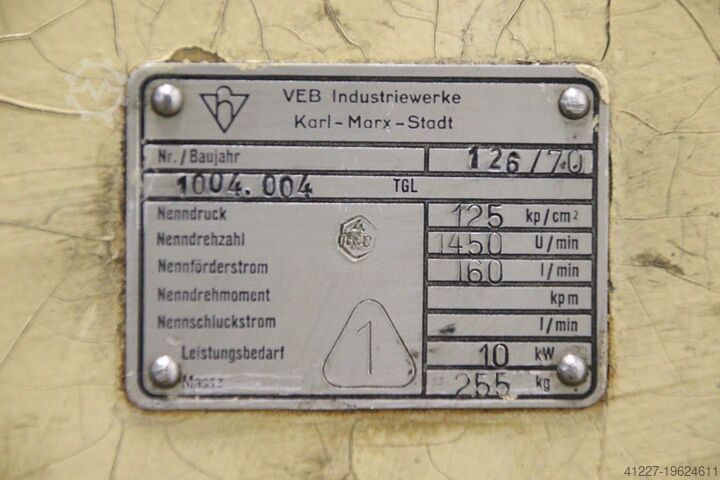 VEB Industriewerke
Karl-Marx-Stadt
Nr./Baujahr 126/70
1004.004 TGL
Nenndruck 125 kp/cm²
Nenndrehzahl 1450 U/min
Nennförderstrom 160 l/min
Nenndrehmoment kpm
Nennschluckstrom l/min
1
Leistungsbedarf 10 kW
Masse 255 kg
41227-19624611